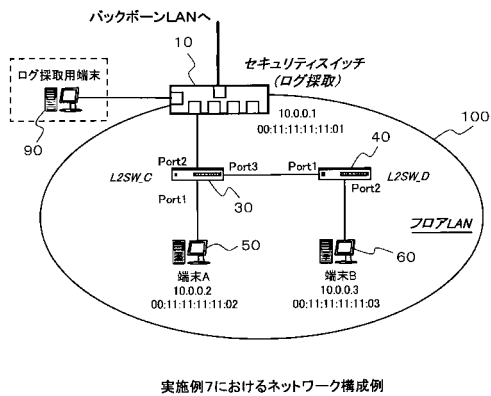 バックボーンLANへ
10
セキュリティスイッチ
(ログ採取)
ログ採取用端末
90
10.0.0.1
00:11:11:11:11:01
100
40
Port2
Port3
Port1
L2SW_C
L2SW_D
Port1
30
Port2
50
60
フロアLAN
端末A
10.0.0.2
00:11:11:11:11:02
端末B
10.0.0.3
00:11:11:11:11:03
実施例7におけるネットワーク構成例